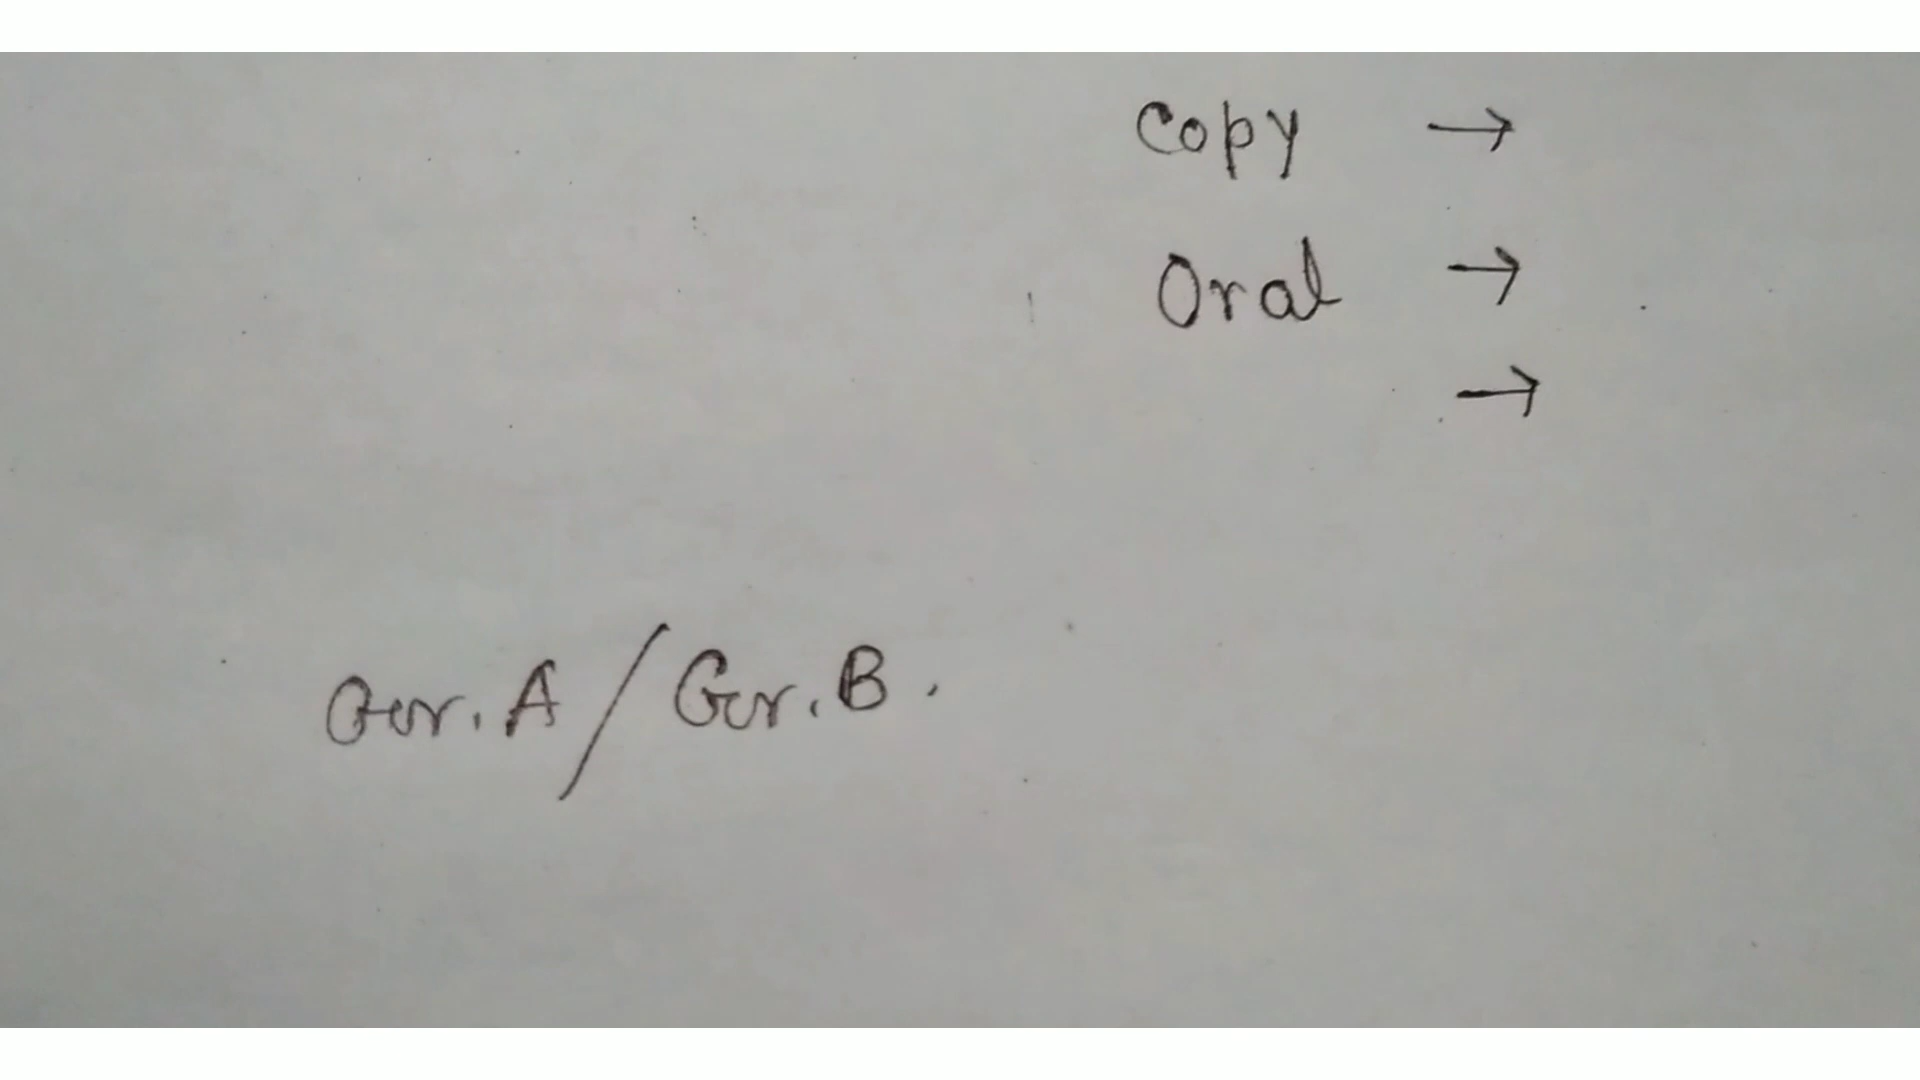 Copy →
Oral →
→
Gr. A / Gr. B.